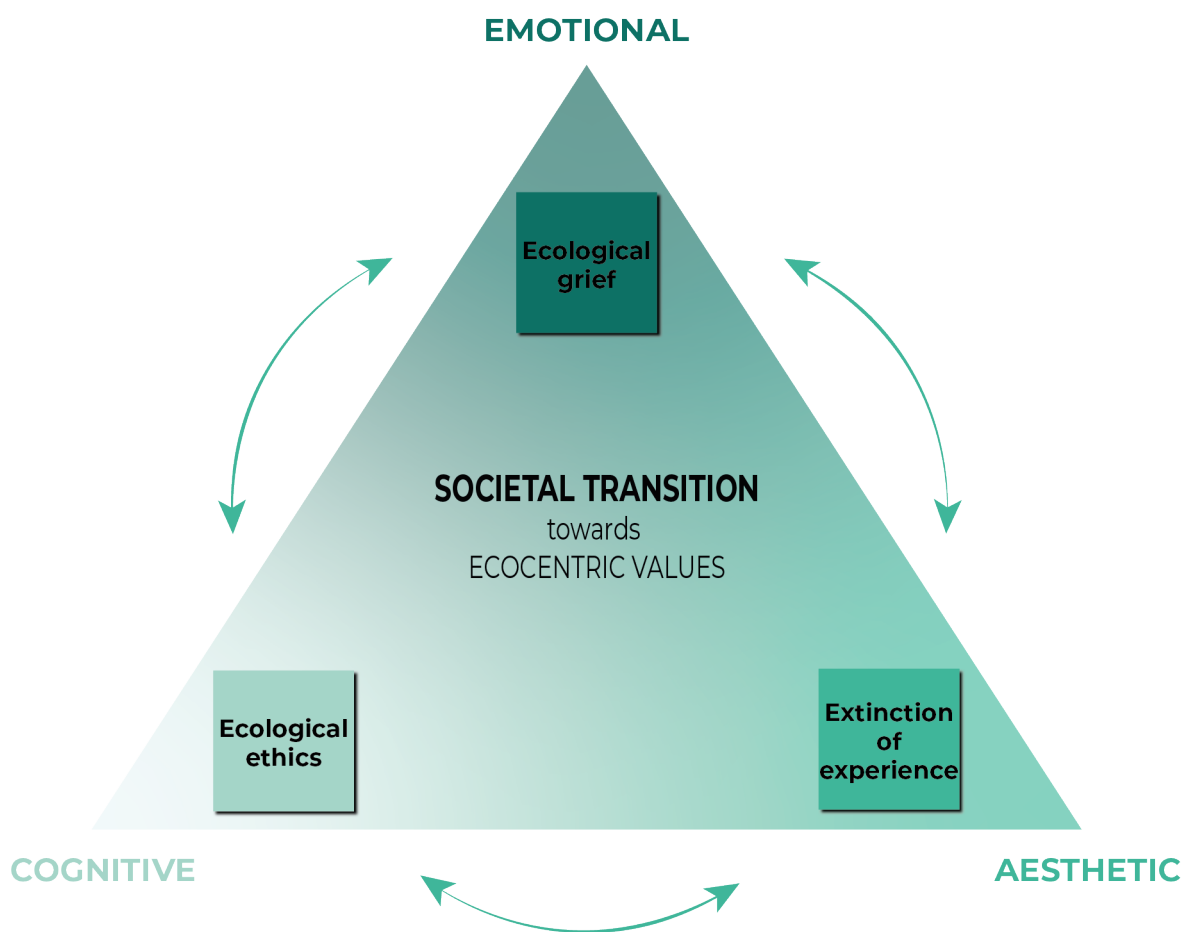 EMOTIONAL
Ecological
grief
SOCIETAL TRANSITION
towards
ECOCENTRIC VALUES
Ecological
ethics
Extinction
of
experience
COGNITIVE
AESTHETIC